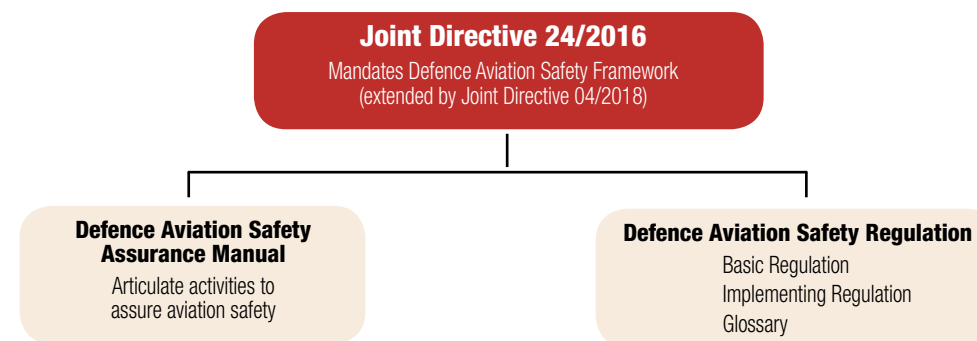 Joint Directive 24/2016
Mandates Defence Aviation Safety Framework
(extended by Joint Directive 04/2018)
Defence Aviation Safety
Assurance Manual
Articulate activities to
assure aviation safety
Defence Aviation Safety Regulation
Basic Regulation
Implementing Regulation
Glossary